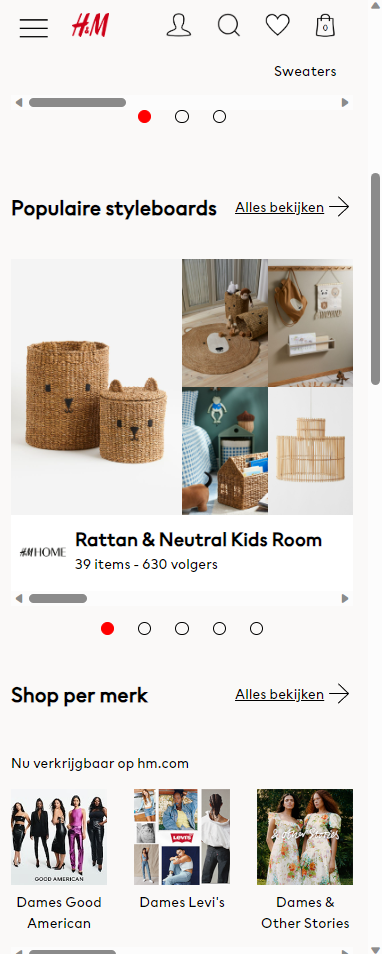 H&M
0
Sweaters
Populaire styleboards
Alles bekijken
H&M HOME
Rattan & Neutral Kids Room
39 items - 630 volgers
Shop per merk
Alles bekijken
Nu verkrijgbaar op hm.com
GOOD AMERICAN
LEVI'S
& Other Stories
Dames Good
American
Dames Levi's
Dames &
Other Stories